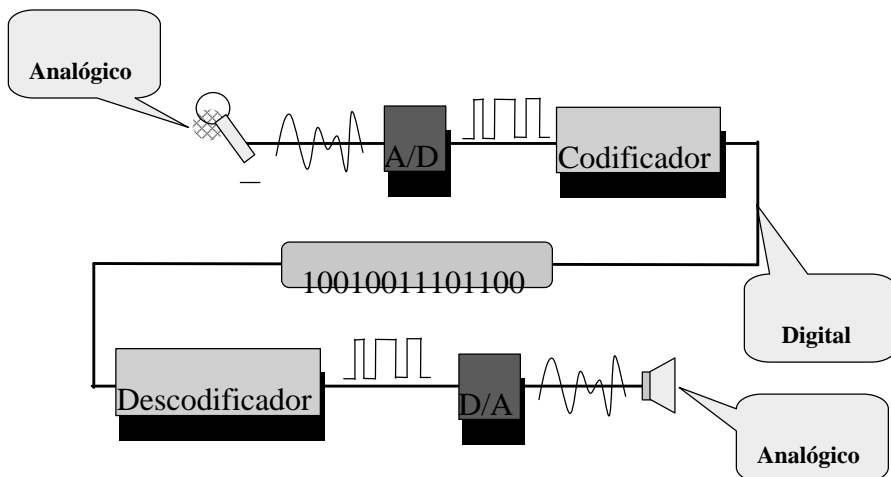 Analógico
A/D
Codificador
10010011101100
Digital
Descodificador
D/A
Analógico